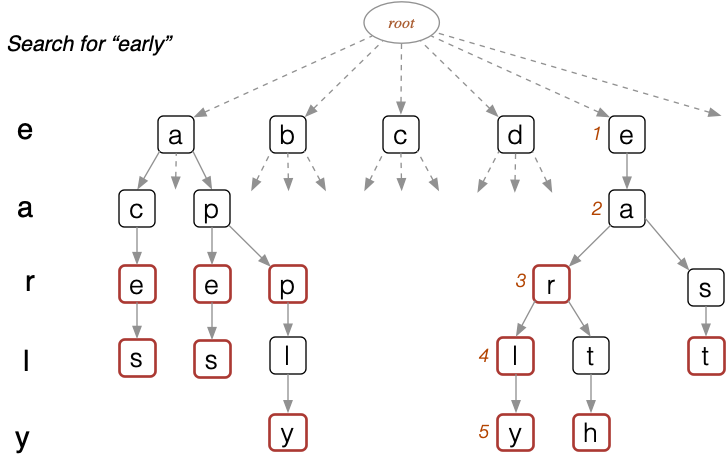 root
Search for “early”
e a b c d 1 e
a c p 2 a
r e e p 3 r s
l s s l 4 l t t
y y 5 y h